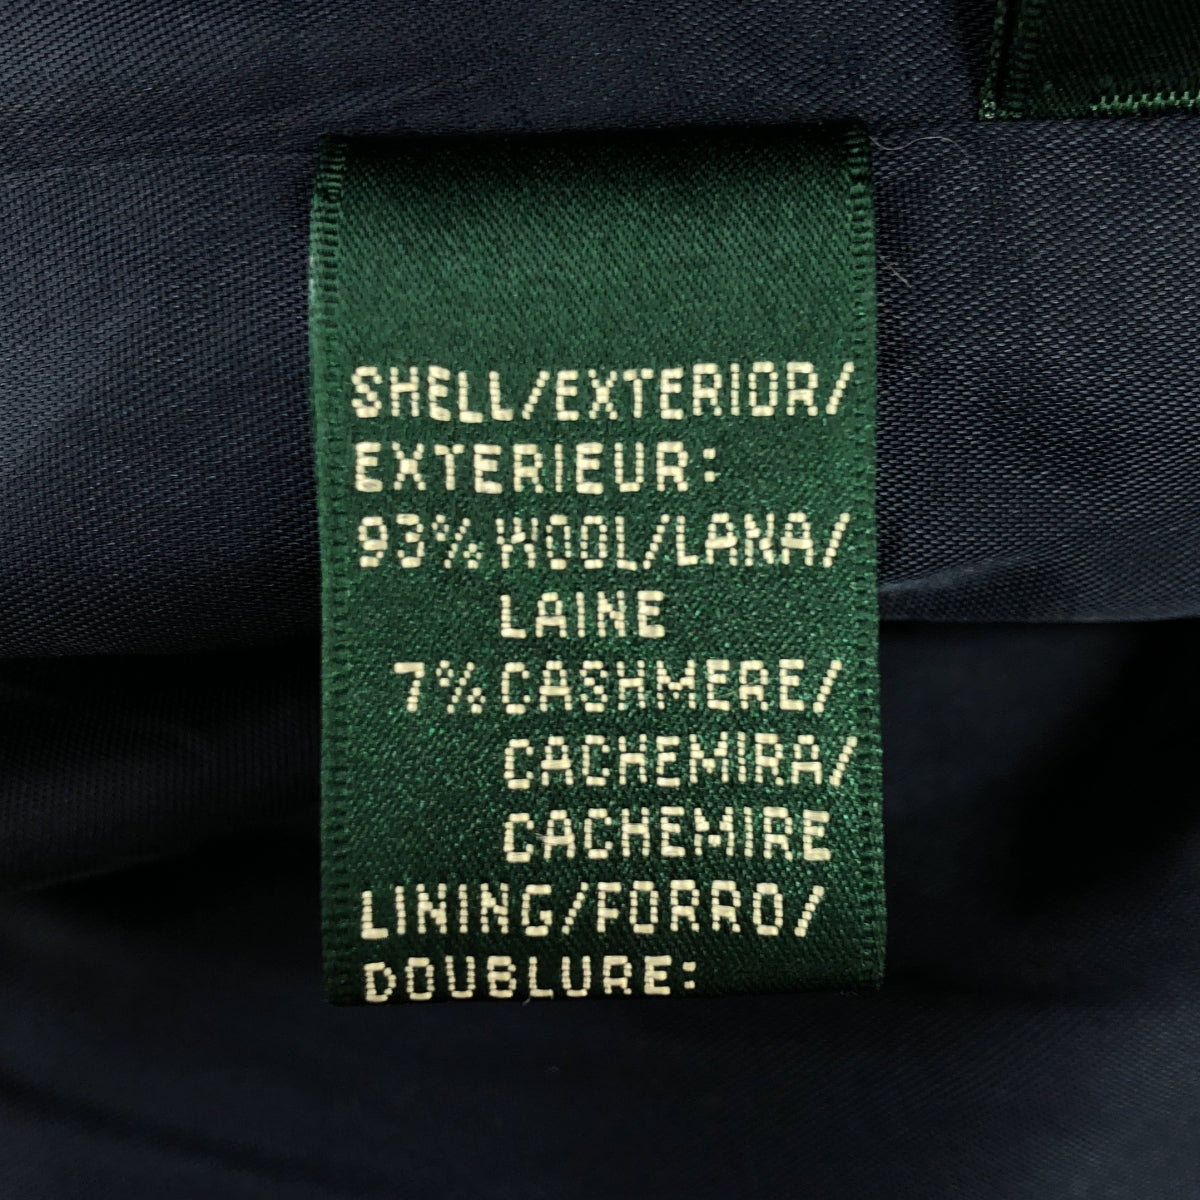 SHELL/EXTERIOR/
EXTERIEUR:
93% WOOL/LANA/
LAINE
7% CASHMERE/
CACHEMIRA/
CACHEMIRE
LINING/FORRO/
DOUBLURE: